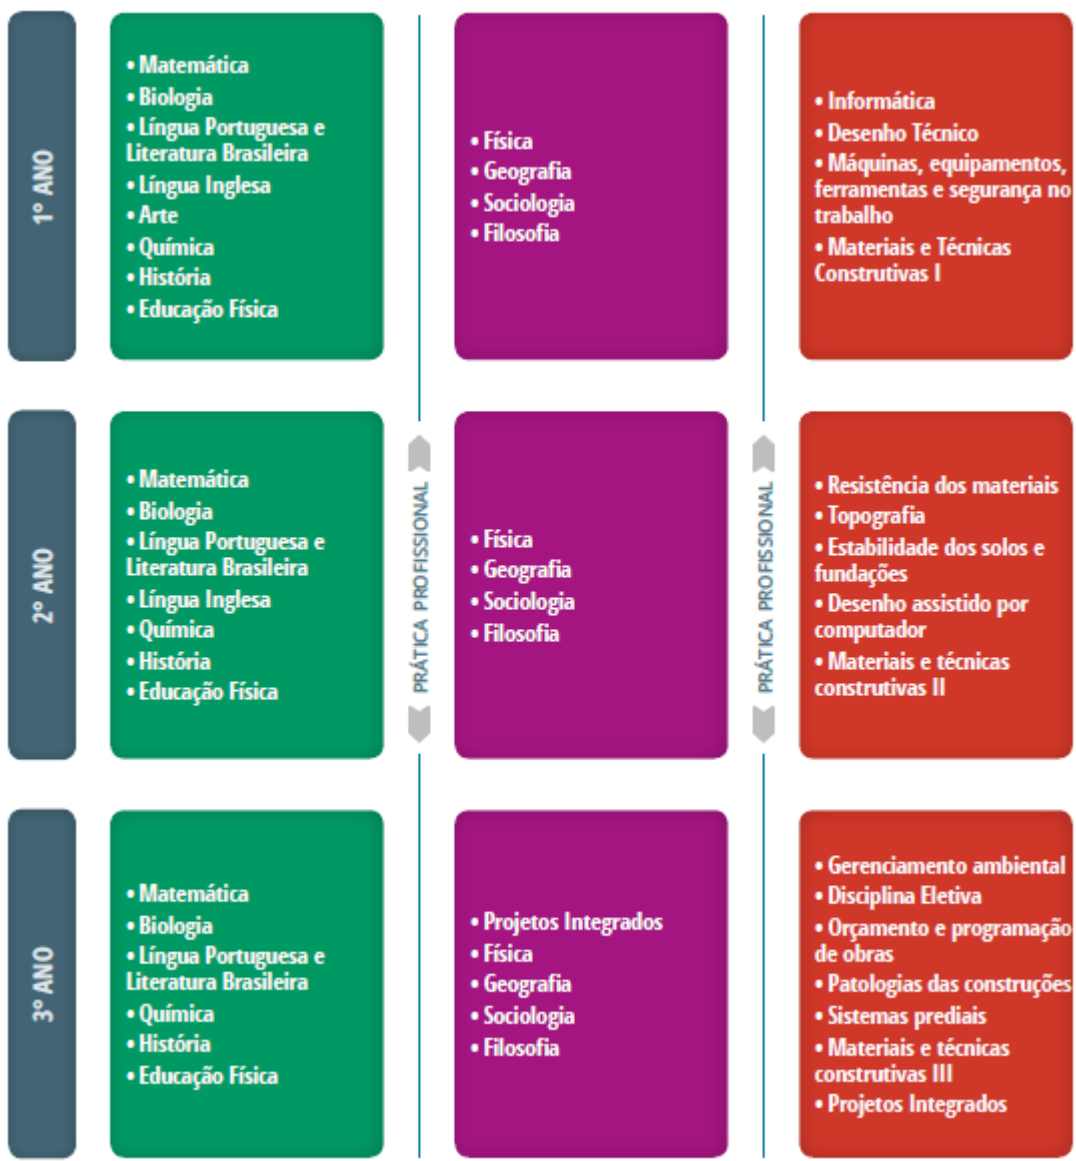 1º ANO
• Matemática
• Biologia
• Língua Portuguesa e
Literatura Brasileira
• Língua Inglesa
• Arte
• Química
• História
• Educação Física
• Física
• Geografia
• Sociologia
• Filosofia
• Informática
• Desenho Técnico
• Máquinas, equipamentos,
ferramentas e segurança no
trabalho
• Materiais e Técnicas
Construtivas I
2º ANO
• Matemática
• Biologia
• Língua Portuguesa e
Literatura Brasileira
• Língua Inglesa
• Química
• História
• Educação Física
PRÁTICA PROFISSIONAL
• Física
• Geografia
• Sociologia
• Filosofia
PRÁTICA PROFISSIONAL
• Resistência dos materiais
• Topografia
• Estabilidade dos solos e
fundações
• Desenho assistido por
computador
• Materiais e técnicas
construtivas II
3º ANO
• Matemática
• Biologia
• Língua Portuguesa e
Literatura Brasileira
• Química
• História
• Educação Física
• Projetos Integrados
• Física
• Geografia
• Sociologia
• Filosofia
• Gerenciamento ambiental
• Disciplina Eletiva
• Orçamento e programação
de obras
• Patologias das construções
• Sistemas prediais
• Materiais e técnicas
construtivas III
• Projetos Integrados